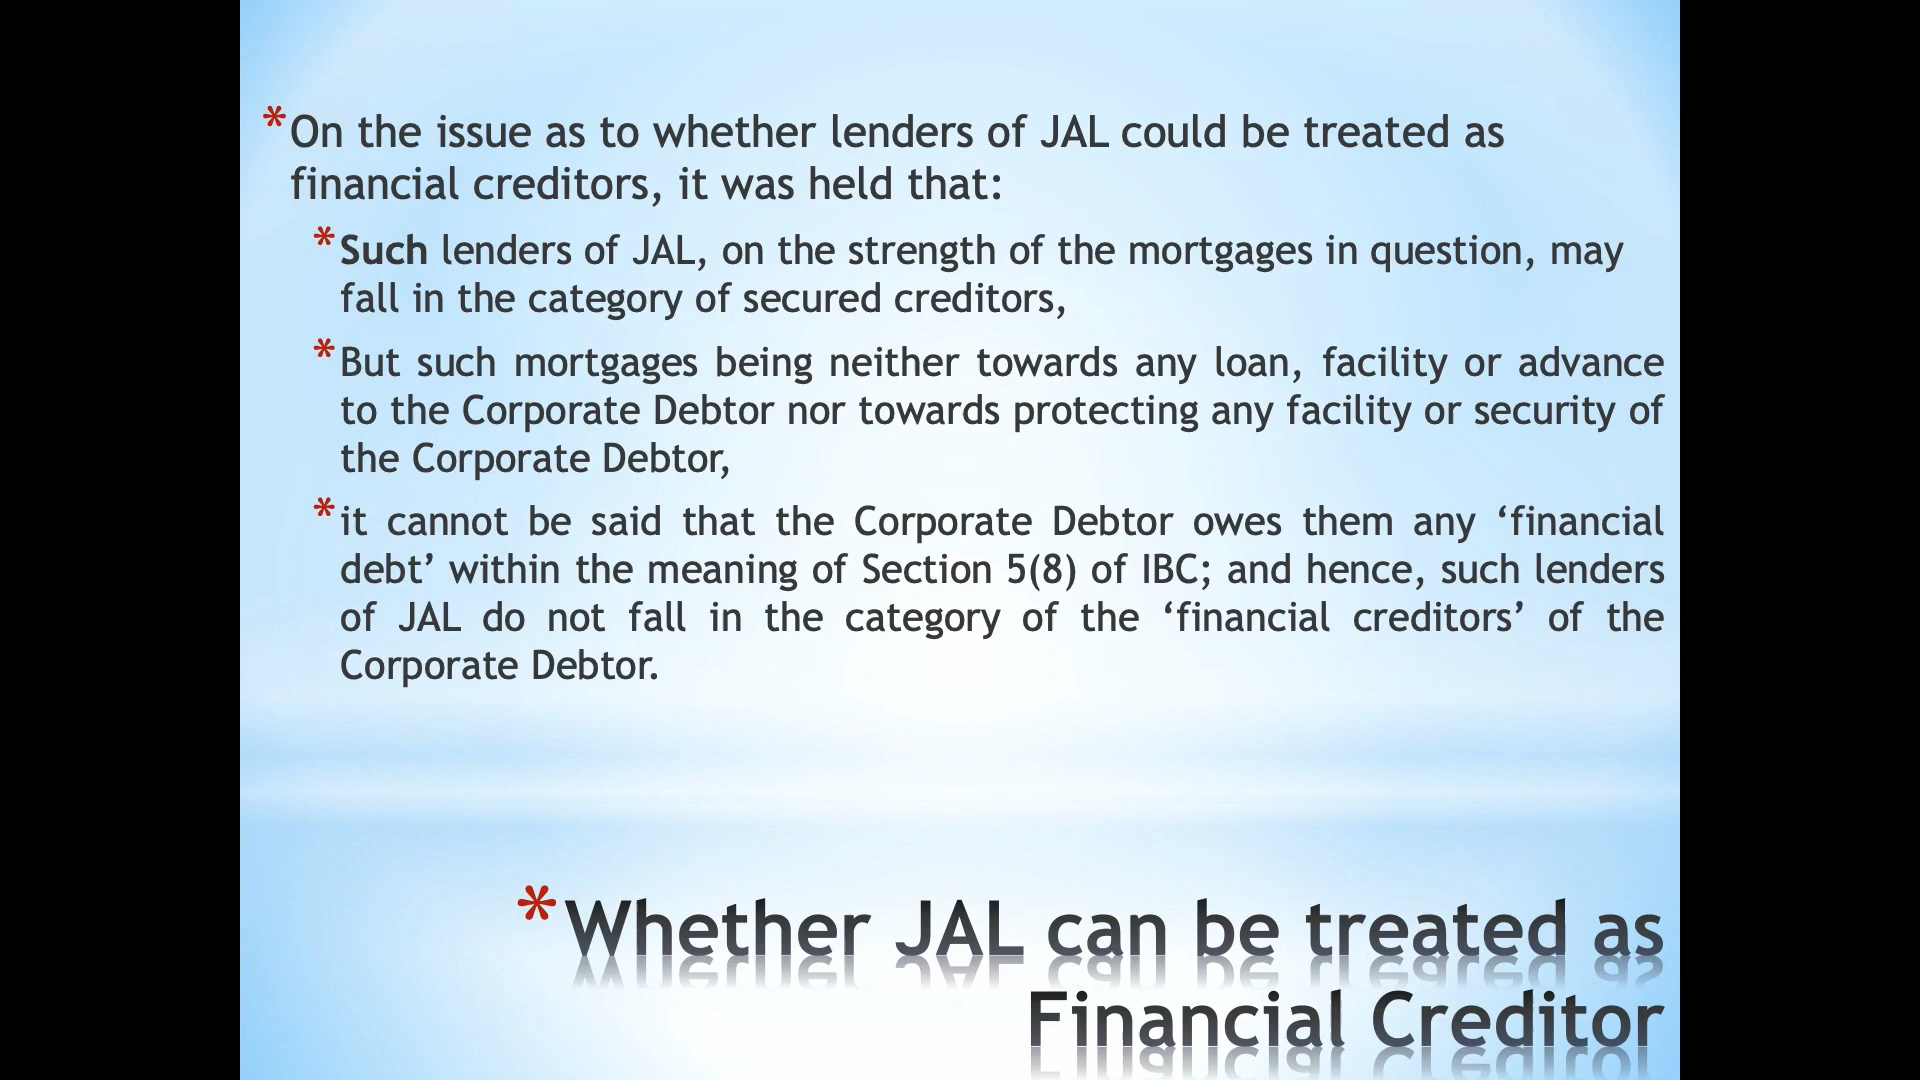 *On the issue as to whether lenders of JAL could be treated as
financial creditors, it was held that:
*Such lenders of JAL, on the strength of the mortgages in question, may
fall in the category of secured creditors,
*But such mortgages being neither towards any loan, facility or advance
to the Corporate Debtor nor towards protecting any facility or security of
the Corporate Debtor,
*it cannot be said that the Corporate Debtor owes them any ‘financial
debt’ within the meaning of Section 5(8) of IBC; and hence, such lenders
of JAL do not fall in the category of the ‘financial creditors’ of the
Corporate Debtor.
*Whether JAL can be treated as
Financial Creditor